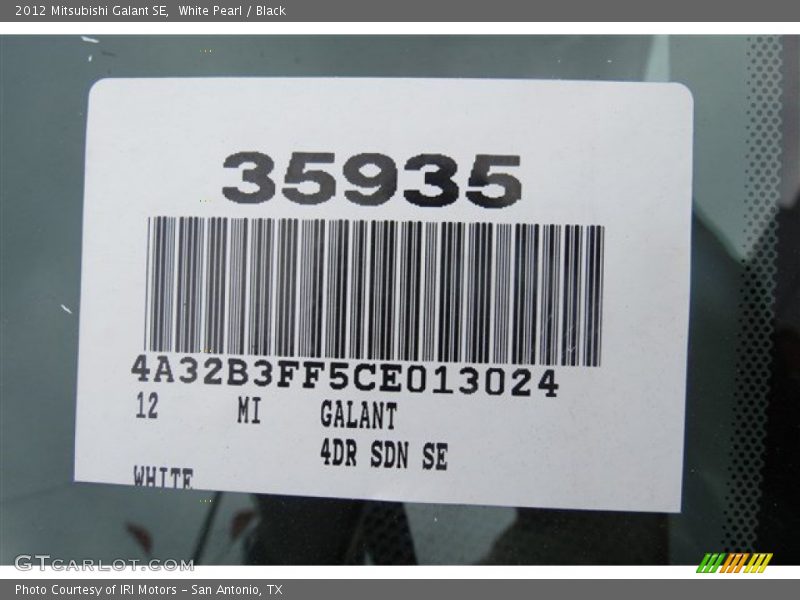 2012 Mitsubishi Galant SE, White Pearl / Black
35935
4A32B3FF5CE013024
12 MI GALANT
4DR SDN SE
WHITE
GTCARLOT.COM
Photo Courtesy of IRI Motors - San Antonio, TX